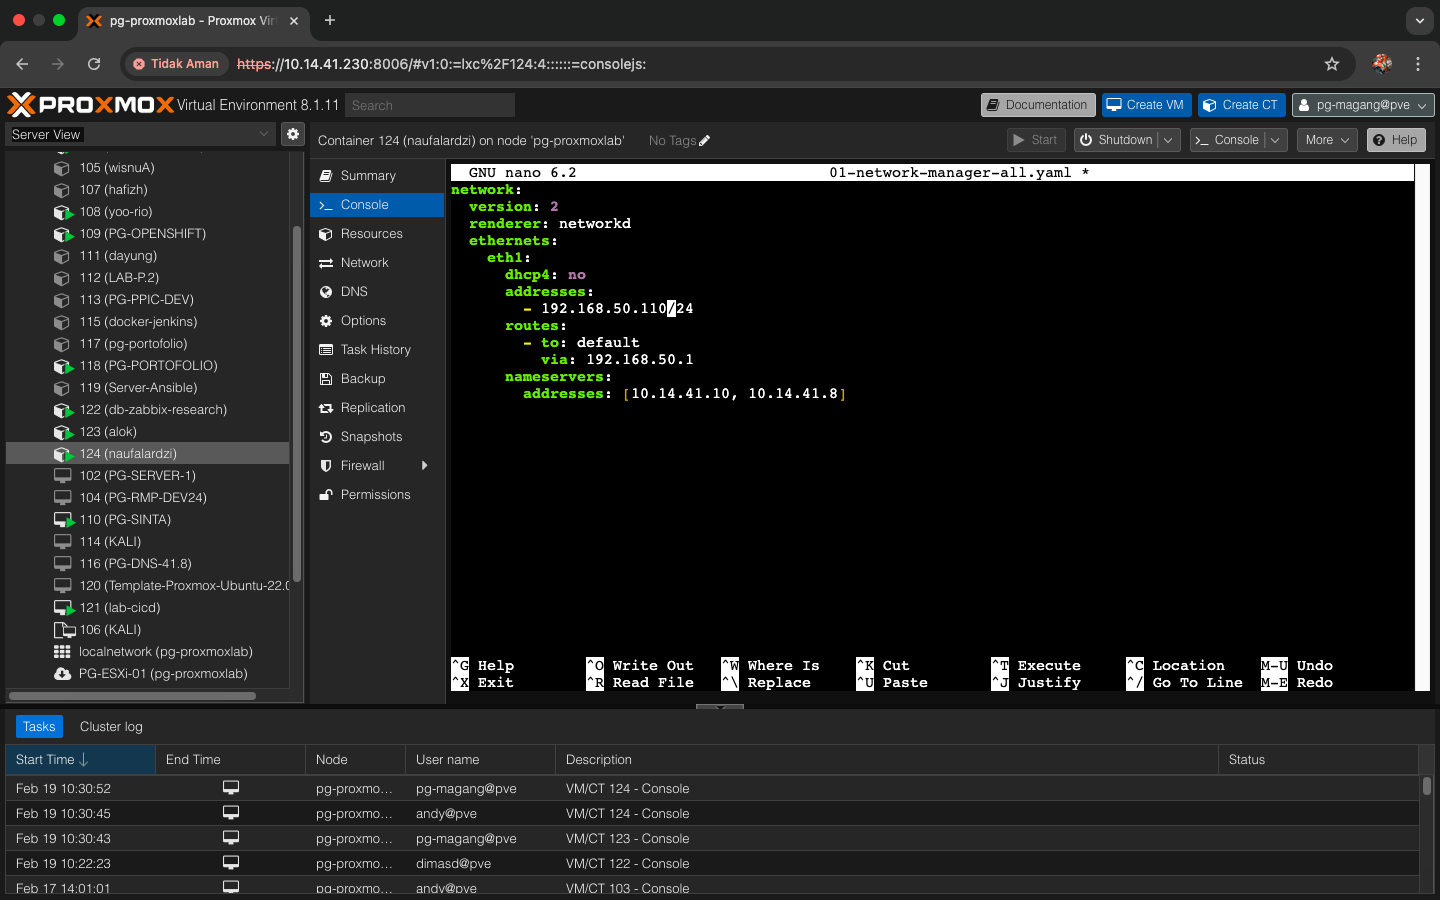 pg-proxmoxlab - Proxmox Vir
Tidak Aman
https://10.14.41.230:8006/#v1:0:=lxc%2F124:4::::::=consolejs:
PROXMOX Virtual Environment 8.1.11
Search
Documentation
Create VM
Create CT
pg-magang@pve
Server View
Container 124 (naufalardzi) on node 'pg-proxmoxlab'
No Tags
Start
Shutdown
Console
More
Help
105 (wisnuA)
107 (hafizh)
108 (yoo-rio)
109 (PG-OPENSHIFT)
111 (dayung)
112 (LAB-P.2)
113 (PG-PPIC-DEV)
115 (docker-jenkins)
117 (pg-portofolio)
118 (PG-PORTOFOLIO)
119 (Server-Ansible)
122 (db-zabbix-research)
123 (alok)
124 (naufalardzi)
102 (PG-SERVER-1)
104 (PG-RMP-DEV24)
110 (PG-SINTA)
114 (KALI)
116 (PG-DNS-41.8)
120 (Template-Proxmox-Ubuntu-22.0
121 (lab-cicd)
106 (KALI)
localnetwork (pg-proxmoxlab)
PG-ESXi-01 (pg-proxmoxlab)
Summary
Console
Resources
Network
DNS
Options
Task History
Backup
Replication
Snapshots
Firewall
Permissions
GNU nano 6.2 01-network-manager-all.yaml *
network:
version: 2
renderer: networkd
ethernets:
eth1:
dhcp4: no
addresses:
- 192.168.50.110/24
routes:
- to: default
via: 192.168.50.1
nameservers:
addresses: [10.14.41.10, 10.14.41.8]
^G Help ^O Write Out ^W Where Is ^K Cut ^T Execute ^C Location M-U Undo
^X Exit ^R Read File ^\ Replace ^U Paste ^J Justify ^/ Go To Line M-E Redo
Tasks
Cluster log
Start Time End Time Node User name Description Status
Feb 19 10:30:52 pg-proxmo... pg-magang@pve VM/CT 124 - Console
Feb 19 10:30:45 pg-proxmo... andy@pve VM/CT 124 - Console
Feb 19 10:30:43 pg-proxmo... pg-magang@pve VM/CT 123 - Console
Feb 19 10:22:23 pg-proxmo... dimasd@pve VM/CT 122 - Console
Feb 17 14:01:01 pg-proxmo... andy@pve VM/CT 103 - Console